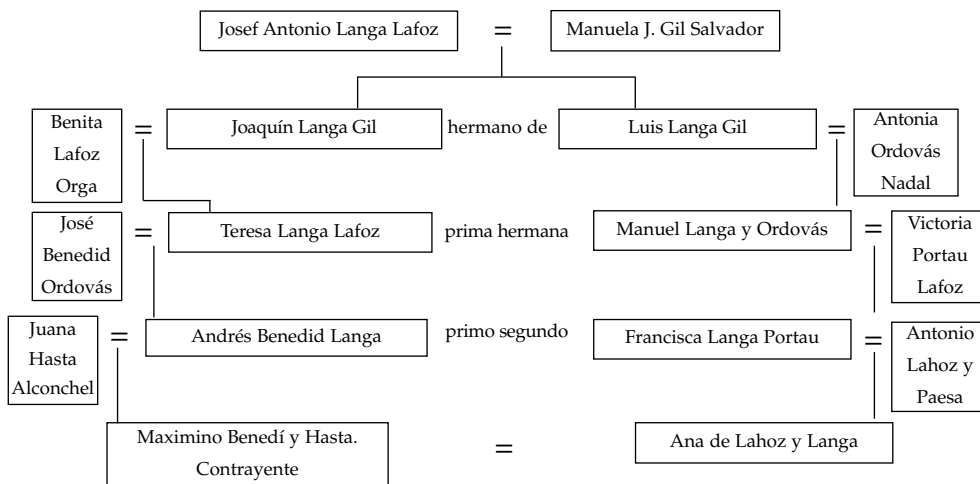 Josef Antonio Langa Lafoz = Manuela J. Gil Salvador
Benita
Lafoz
Orga
= Joaquín Langa Gil hermano de Luis Langa Gil =
Antonia
Ordovás
Nadal
José
Benedid
Ordovás
= Teresa Langa Lafoz prima hermana Manuel Langa y Ordovás =
Victoria
Portau
Lafoz
Juana
Hasta
Alconchel
= Andrés Benedid Langa primo segundo Francisca Langa Portau =
Antonio
Lahoz y
Paesa
Maximino Benedí y Hasta.
Contrayente
= Ana de Lahoz y Langa